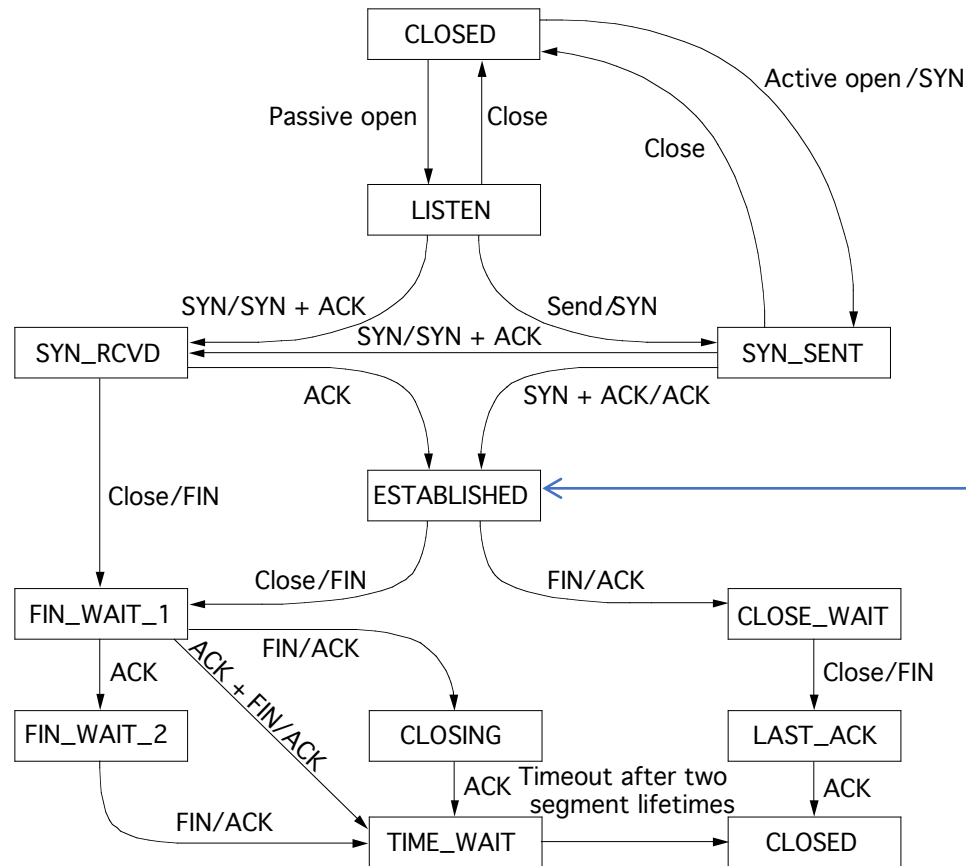 CLOSED
Active open /SYN
Passive open
Close
Close
LISTEN
SYN/SYN + ACK
Send/SYN
SYN/SYN + ACK
SYN_RCVD
SYN_SENT
ACK
SYN + ACK/ACK
Close/FIN
ESTABLISHED
Close/FIN
FIN/ACK
FIN_WAIT_1
CLOSE_WAIT
FIN/ACK
ACK
ACK + FIN/ACK
Close/FIN
FIN_WAIT_2
CLOSING
LAST_ACK
ACK
Timeout after two
segment lifetimes
ACK
FIN/ACK
TIME_WAIT
CLOSED